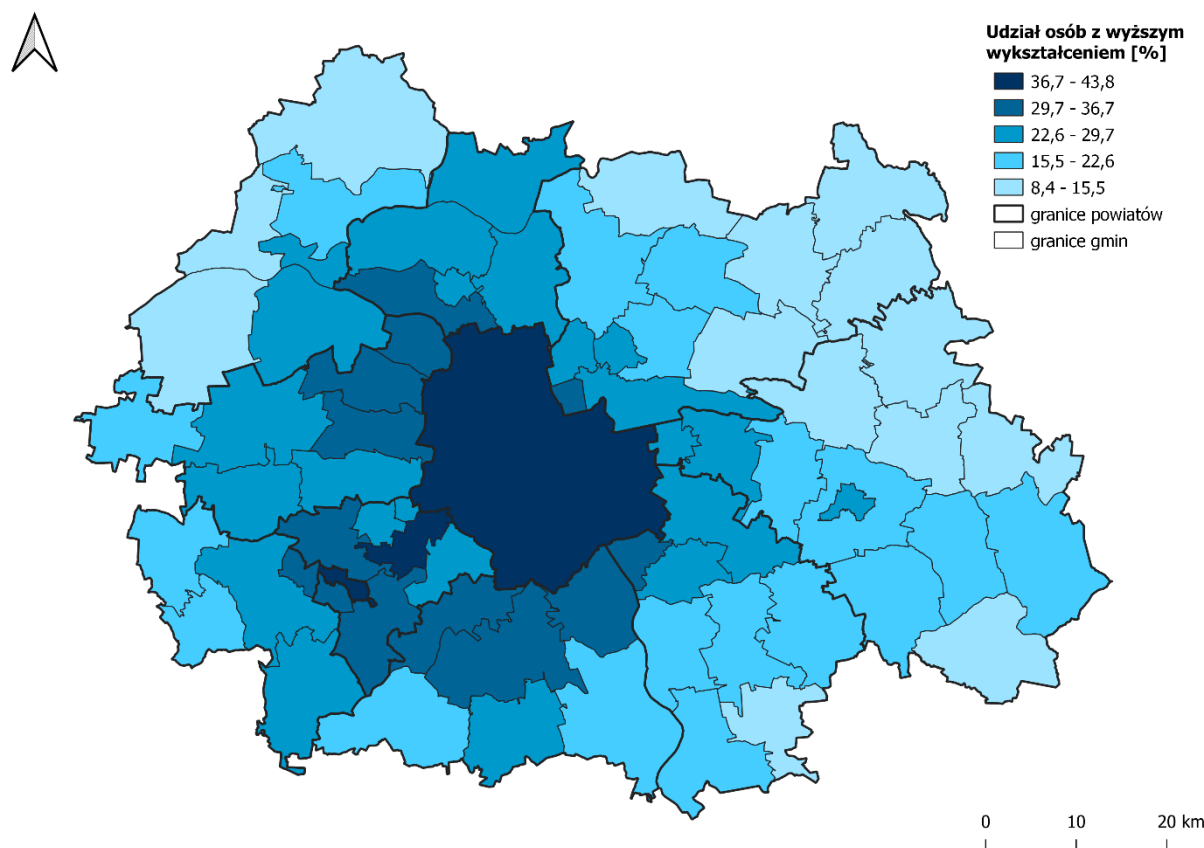 Udział osób z wyższym
wykształceniem [%]
36,7 - 43,8
29,7 - 36,7
22,6 - 29,7
15,5 - 22,6
8,4 - 15,5
granice powiatów
granice gmin
0 10 20 km